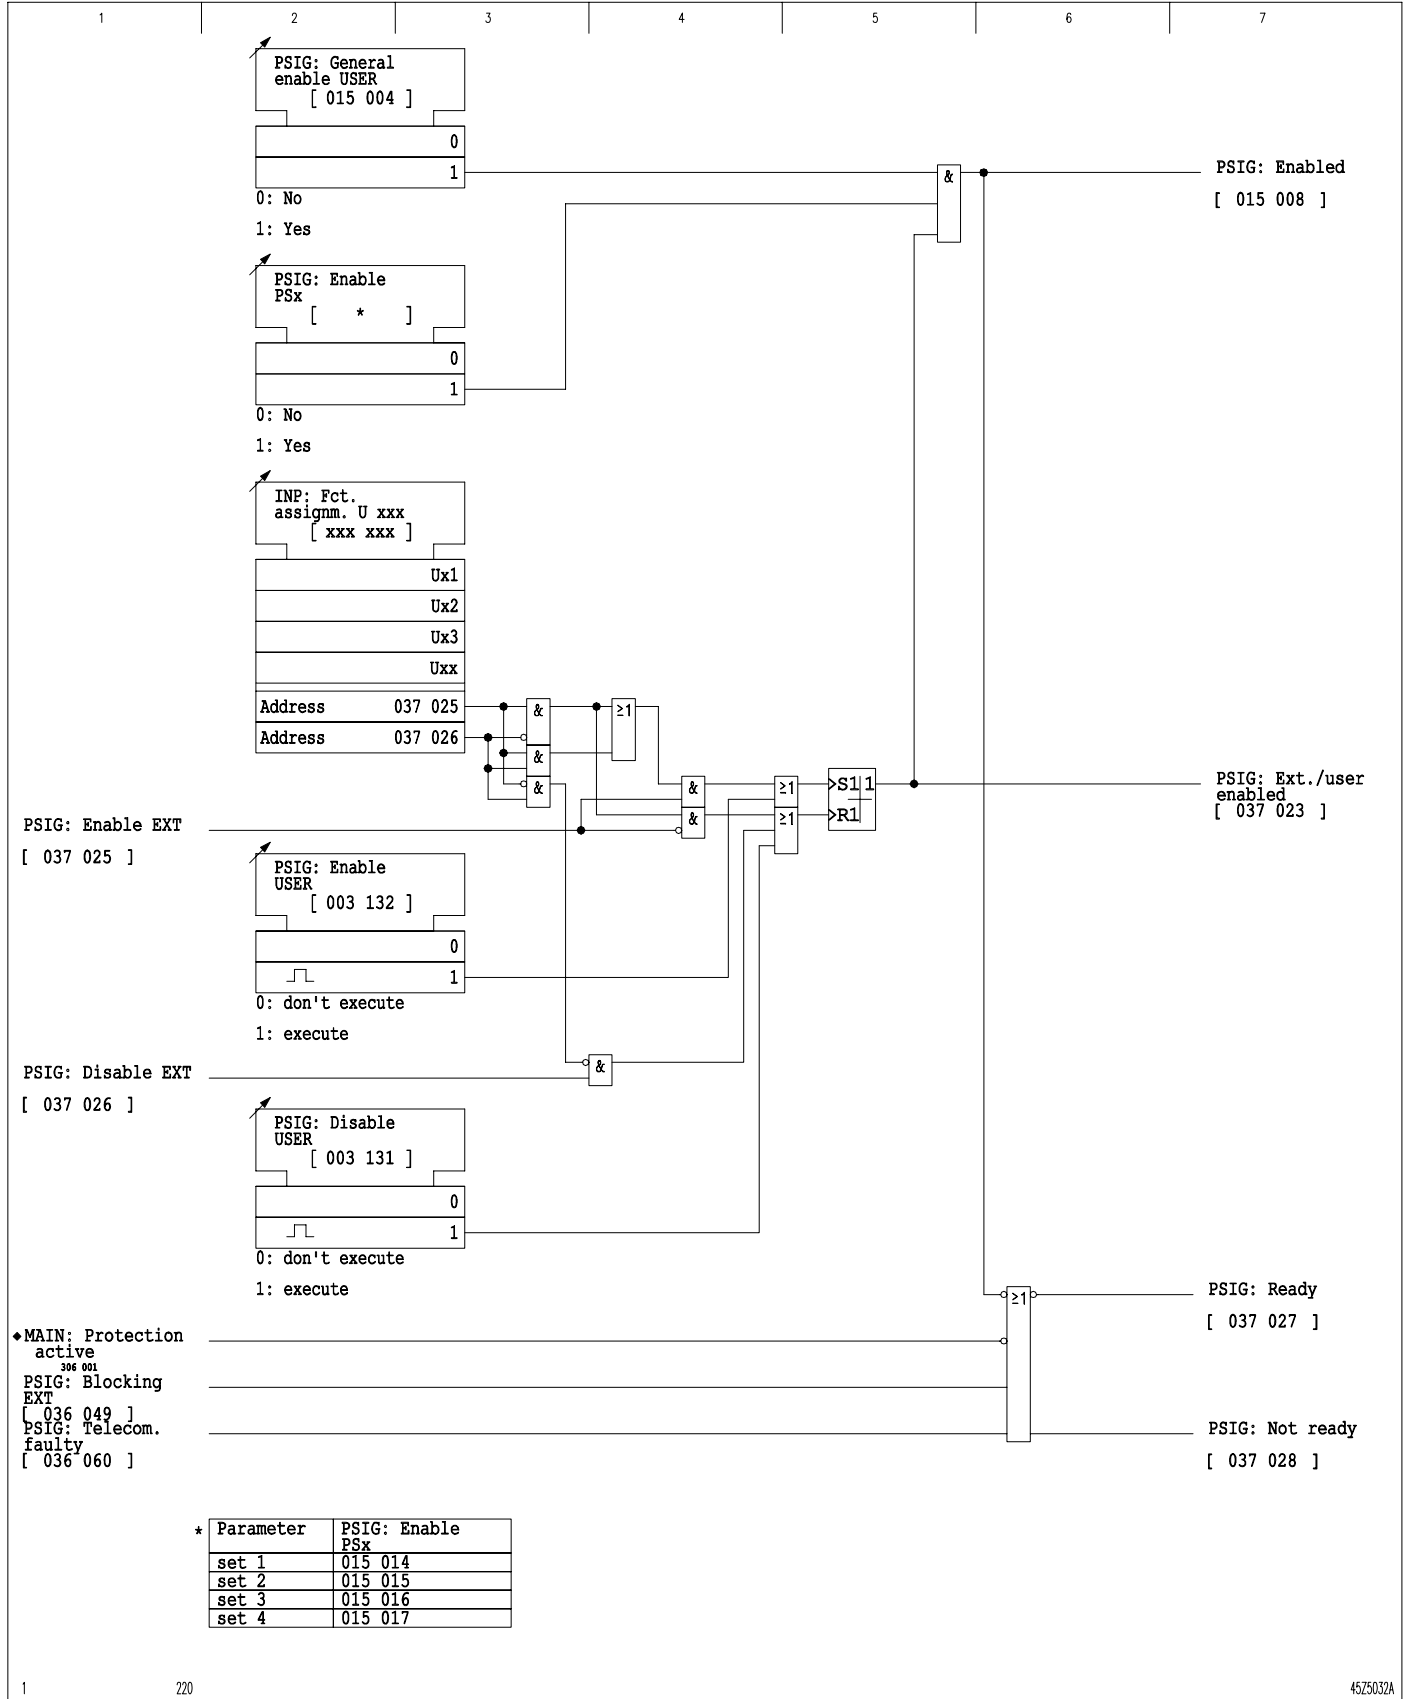 1 2 3 4 5 6 7
PSIG: General
enable USER
[ 015 004 ]
0
1
0: No
1: Yes
&
PSIG: Enabled
[ 015 008 ]
PSIG: Enable
PSx
[ * ]
0
1
0: No
1: Yes
INP: Fct.
assignm. U xxx
[ xxx xxx ]
Ux1
Ux2
Ux3
Uxx
Address 037 025
Address 037 026
&
&
&
≥1
&
&
≥1
≥1
S1 1
R1
PSIG: Ext./user
enabled
[ 037 023 ]
PSIG: Enable EXT
[ 037 025 ]
PSIG: Enable
USER
[ 003 132 ]
0
1
0: don't execute
1: execute
PSIG: Disable EXT
[ 037 026 ]
&
PSIG: Disable
USER
[ 003 131 ]
0
1
0: don't execute
1: execute
≥1
PSIG: Ready
[ 037 027 ]
◆MAIN: Protection
active
306 001
PSIG: Blocking
EXT
[ 036 049 ]
PSIG: Telecom.
faulty
[ 036 060 ]
PSIG: Not ready
[ 037 028 ]
* Parameter PSIG: Enable
PSx
set 1 015 014
set 2 015 015
set 3 015 016
set 4 015 017
1 220 45Z5032A